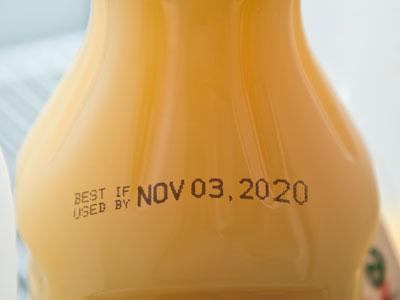 BEST IF
USED BY NOV 03, 2020